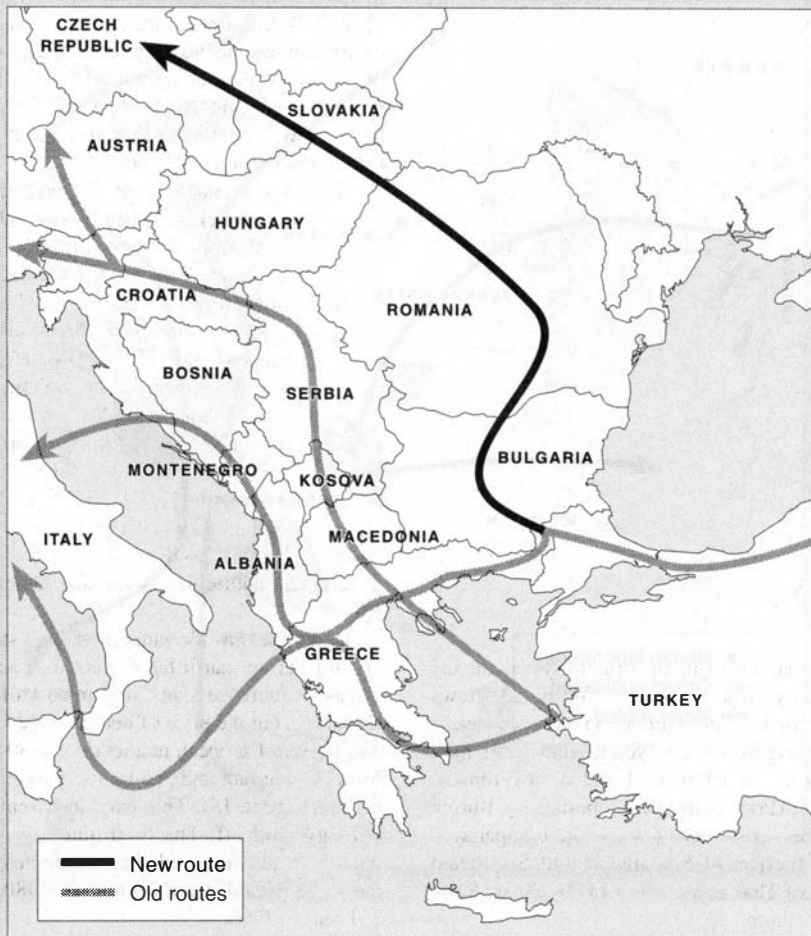 CZECH
REPUBLIC
SLOVAKIA
AUSTRIA
HUNGARY
CROATIA
ROMANIA
BOSNIA
SERBIA
BULGARIA
MONTENEGRO
KOSOVA
MACEDONIA
ITALY
ALBANIA
GREECE
TURKEY
New route
Old routes